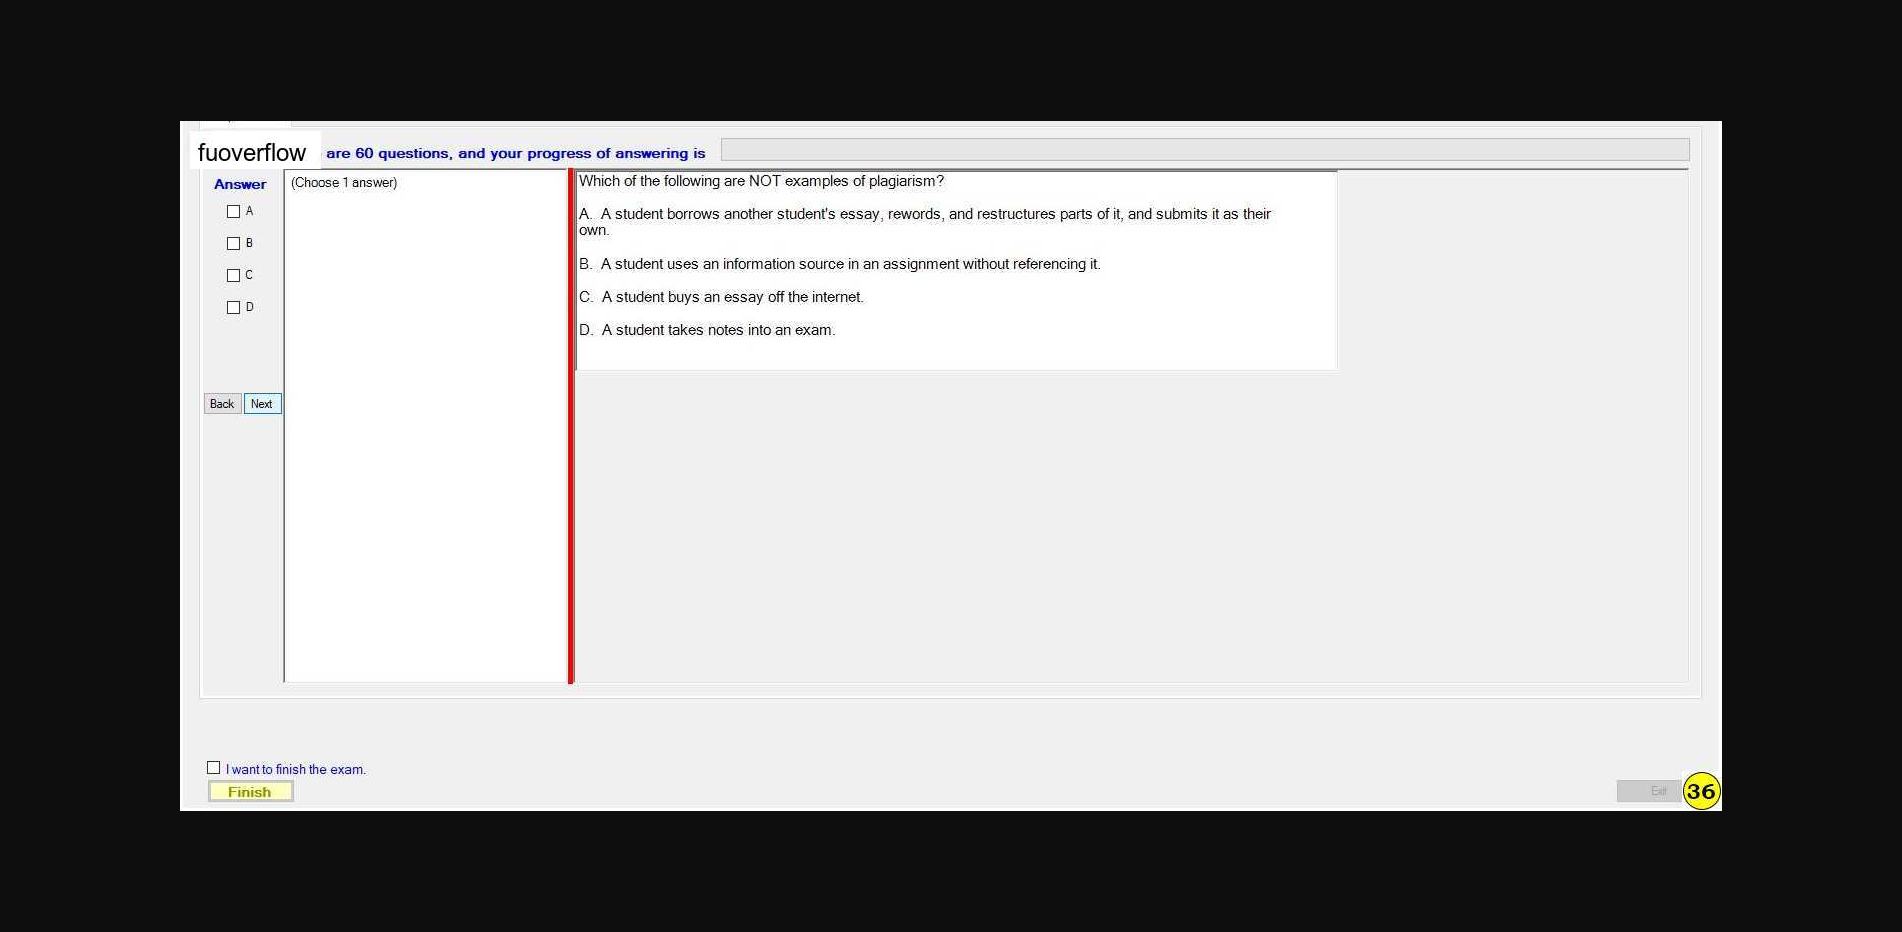 fuoverflow are 60 questions, and your progress of answering is
Answer
(Choose 1 answer)
A
B
C
D
Back Next
Which of the following are NOT examples of plagiarism?
A. A student borrows another student's essay, rewords, and restructures parts of it, and submits it as their
own.
B. A student uses an information source in an assignment without referencing it.
C. A student buys an essay off the internet.
D. A student takes notes into an exam.
I want to finish the exam.
Finish
Exit
36